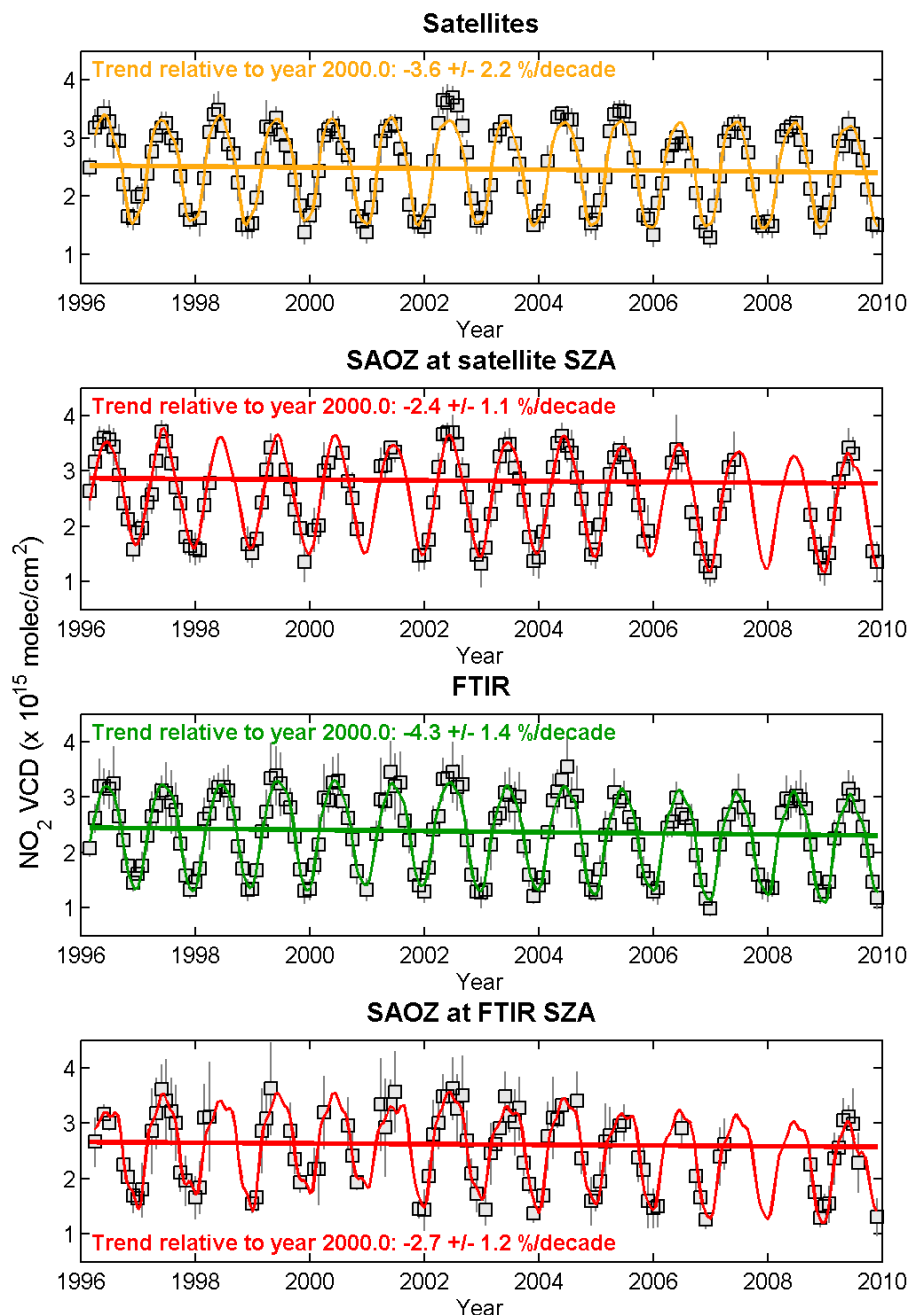 Satellites
Trend relative to year 2000.0: -3.6 +/- 2.2 %/decade
4
3
2
1
1996 1998 2000 2002 2004 2006 2008 2010
Year
SAOZ at satellite SZA
Trend relative to year 2000.0: -2.4 +/- 1.1 %/decade
4
3
2
1
1996 1998 2000 2002 2004 2006 2008 2010
Year
NO₂ VCD (x 10¹⁵ molec/cm²)
FTIR
Trend relative to year 2000.0: -4.3 +/- 1.4 %/decade
4
3
2
1
1996 1998 2000 2002 2004 2006 2008 2010
Year
SAOZ at FTIR SZA
4
3
2
1
Trend relative to year 2000.0: -2.7 +/- 1.2 %/decade
1996 1998 2000 2002 2004 2006 2008 2010
Year